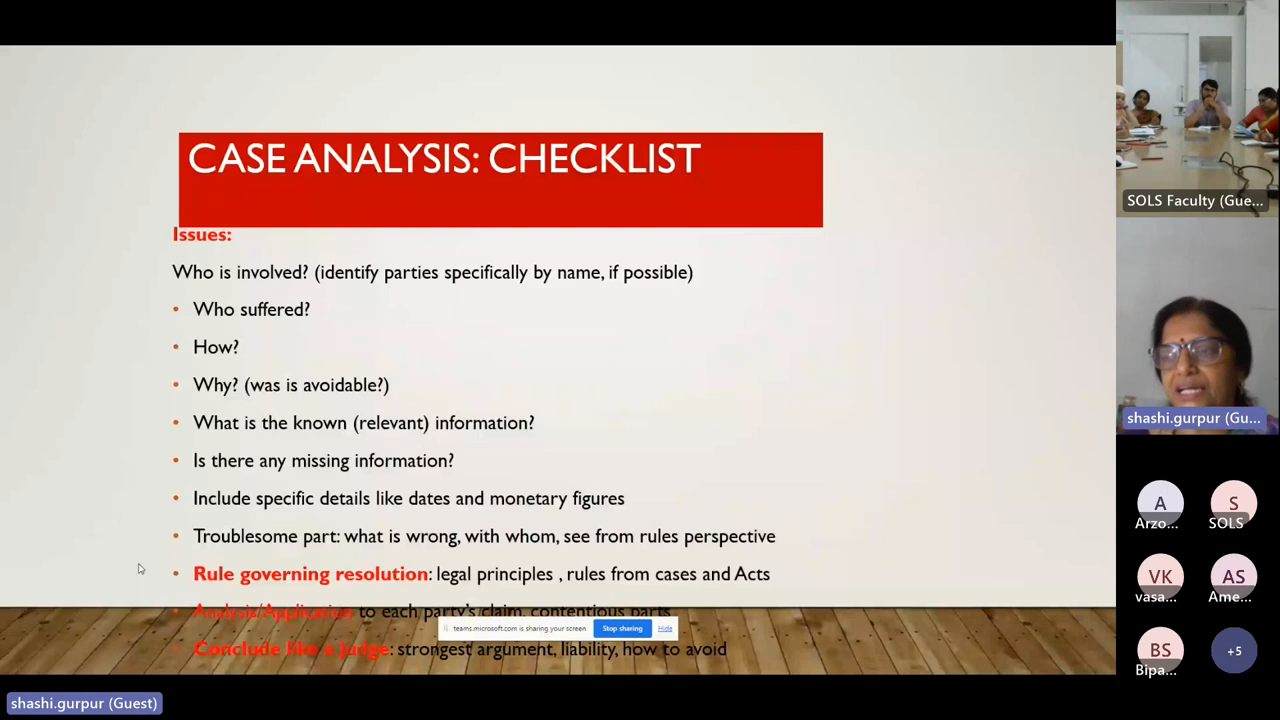 CASE ANALYSIS: CHECKLIST
Issues:
Who is involved? (identify parties specifically by name, if possible)
• Who suffered?
• How?
• Why? (was is avoidable?)
• What is the known (relevant) information?
• Is there any missing information?
• Include specific details like dates and monetary figures
• Troublesome part: what is wrong, with whom, see from rules perspective
• Rule governing resolution: legal principles , rules from cases and Acts
• Analysis/Application to each party's claim, contentious parts
• Conclude like a judge: strongest argument, liability, how to avoid
teams.microsoft.com is sharing your screen.
Stop sharing
Hide
shashi.gurpur (Guest)
SOLS Faculty (Gue...
shashi.gurpur (Gu...
A
Arzo...
S
SOLS
VK
vasa...
AS
Ame...
BS
Bipa...
+5